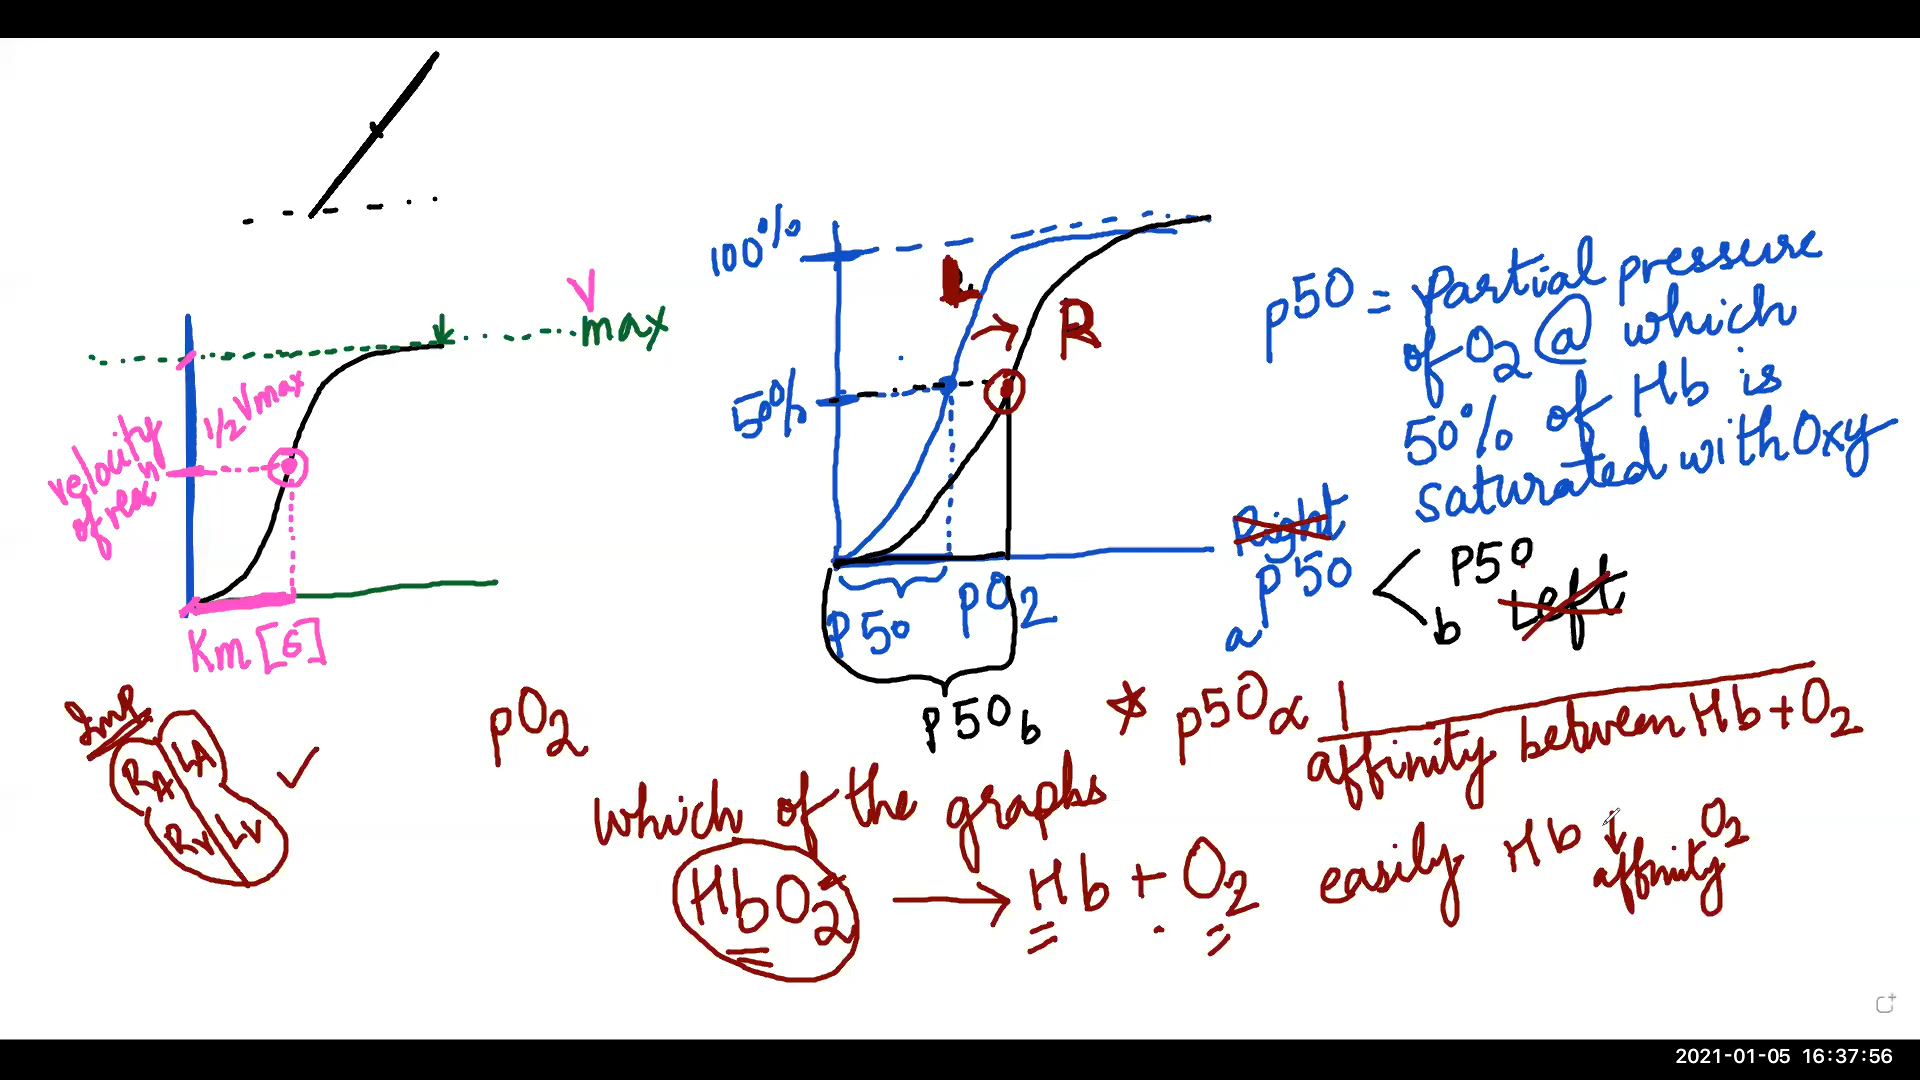 V
max
1/2 Vmax
velocity
of reaxn
Km [S]
100%
50%
L
R
P50
pO2
P50b
p50 = Partial pressure
of O2 @ which
50% of Hb is
saturated with Oxy
Right
p50
a
P50
b Left
Imp
RA LA
RV LV
pO2
* p50 α 1
affinity between Hb + O2
which of the graphs
HbO2 → Hb + O2 easily Hb ↓ O2
affinity
2021-01-05 16:37:56